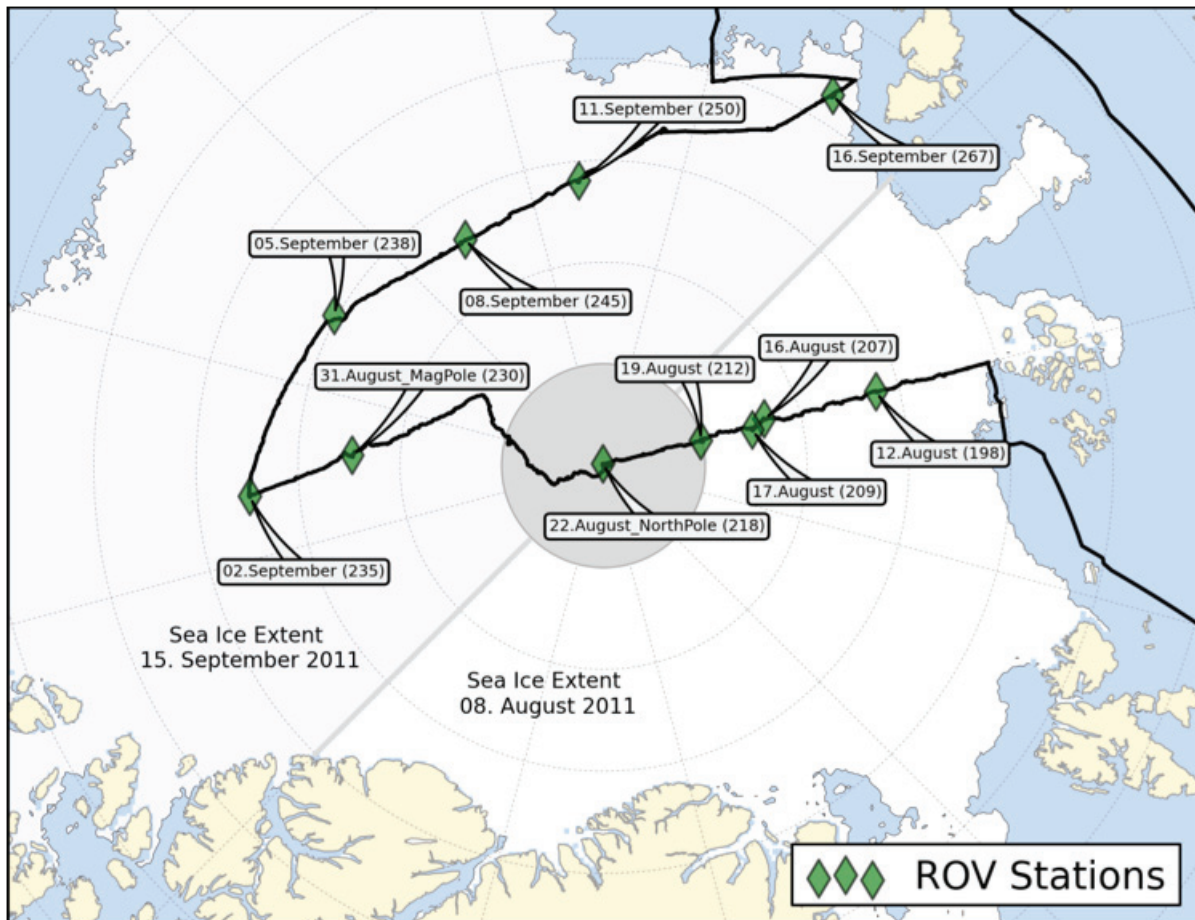 11.September (250)
16.September (267)
05.September (238)
08.September (245)
16.August (207)
19.August (212)
31.August_MagPole (230)
12.August (198)
17.August (209)
22.August_NorthPole (218)
02.September (235)
Sea Ice Extent
15. September 2011
Sea Ice Extent
08. August 2011
ROV Stations